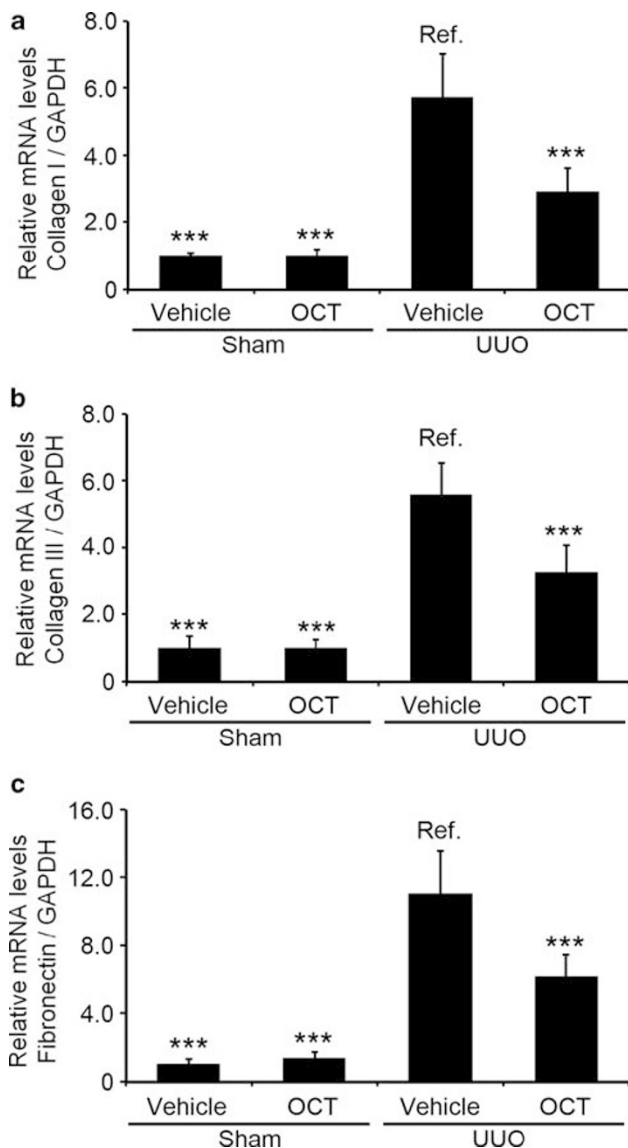 a
Relative mRNA levels
Collagen I / GAPDH
8.0
6.0
4.0
2.0
0
Ref.
***
***
***
Vehicle OCT Vehicle OCT
Sham UUO
b
Relative mRNA levels
Collagen III / GAPDH
8.0
6.0
4.0
2.0
0
Ref.
***
***
***
Vehicle OCT Vehicle OCT
Sham UUO
c
Relative mRNA levels
Fibronectin / GAPDH
16.0
12.0
8.0
4.0
0
Ref.
***
***
***
Vehicle OCT Vehicle OCT
Sham UUO